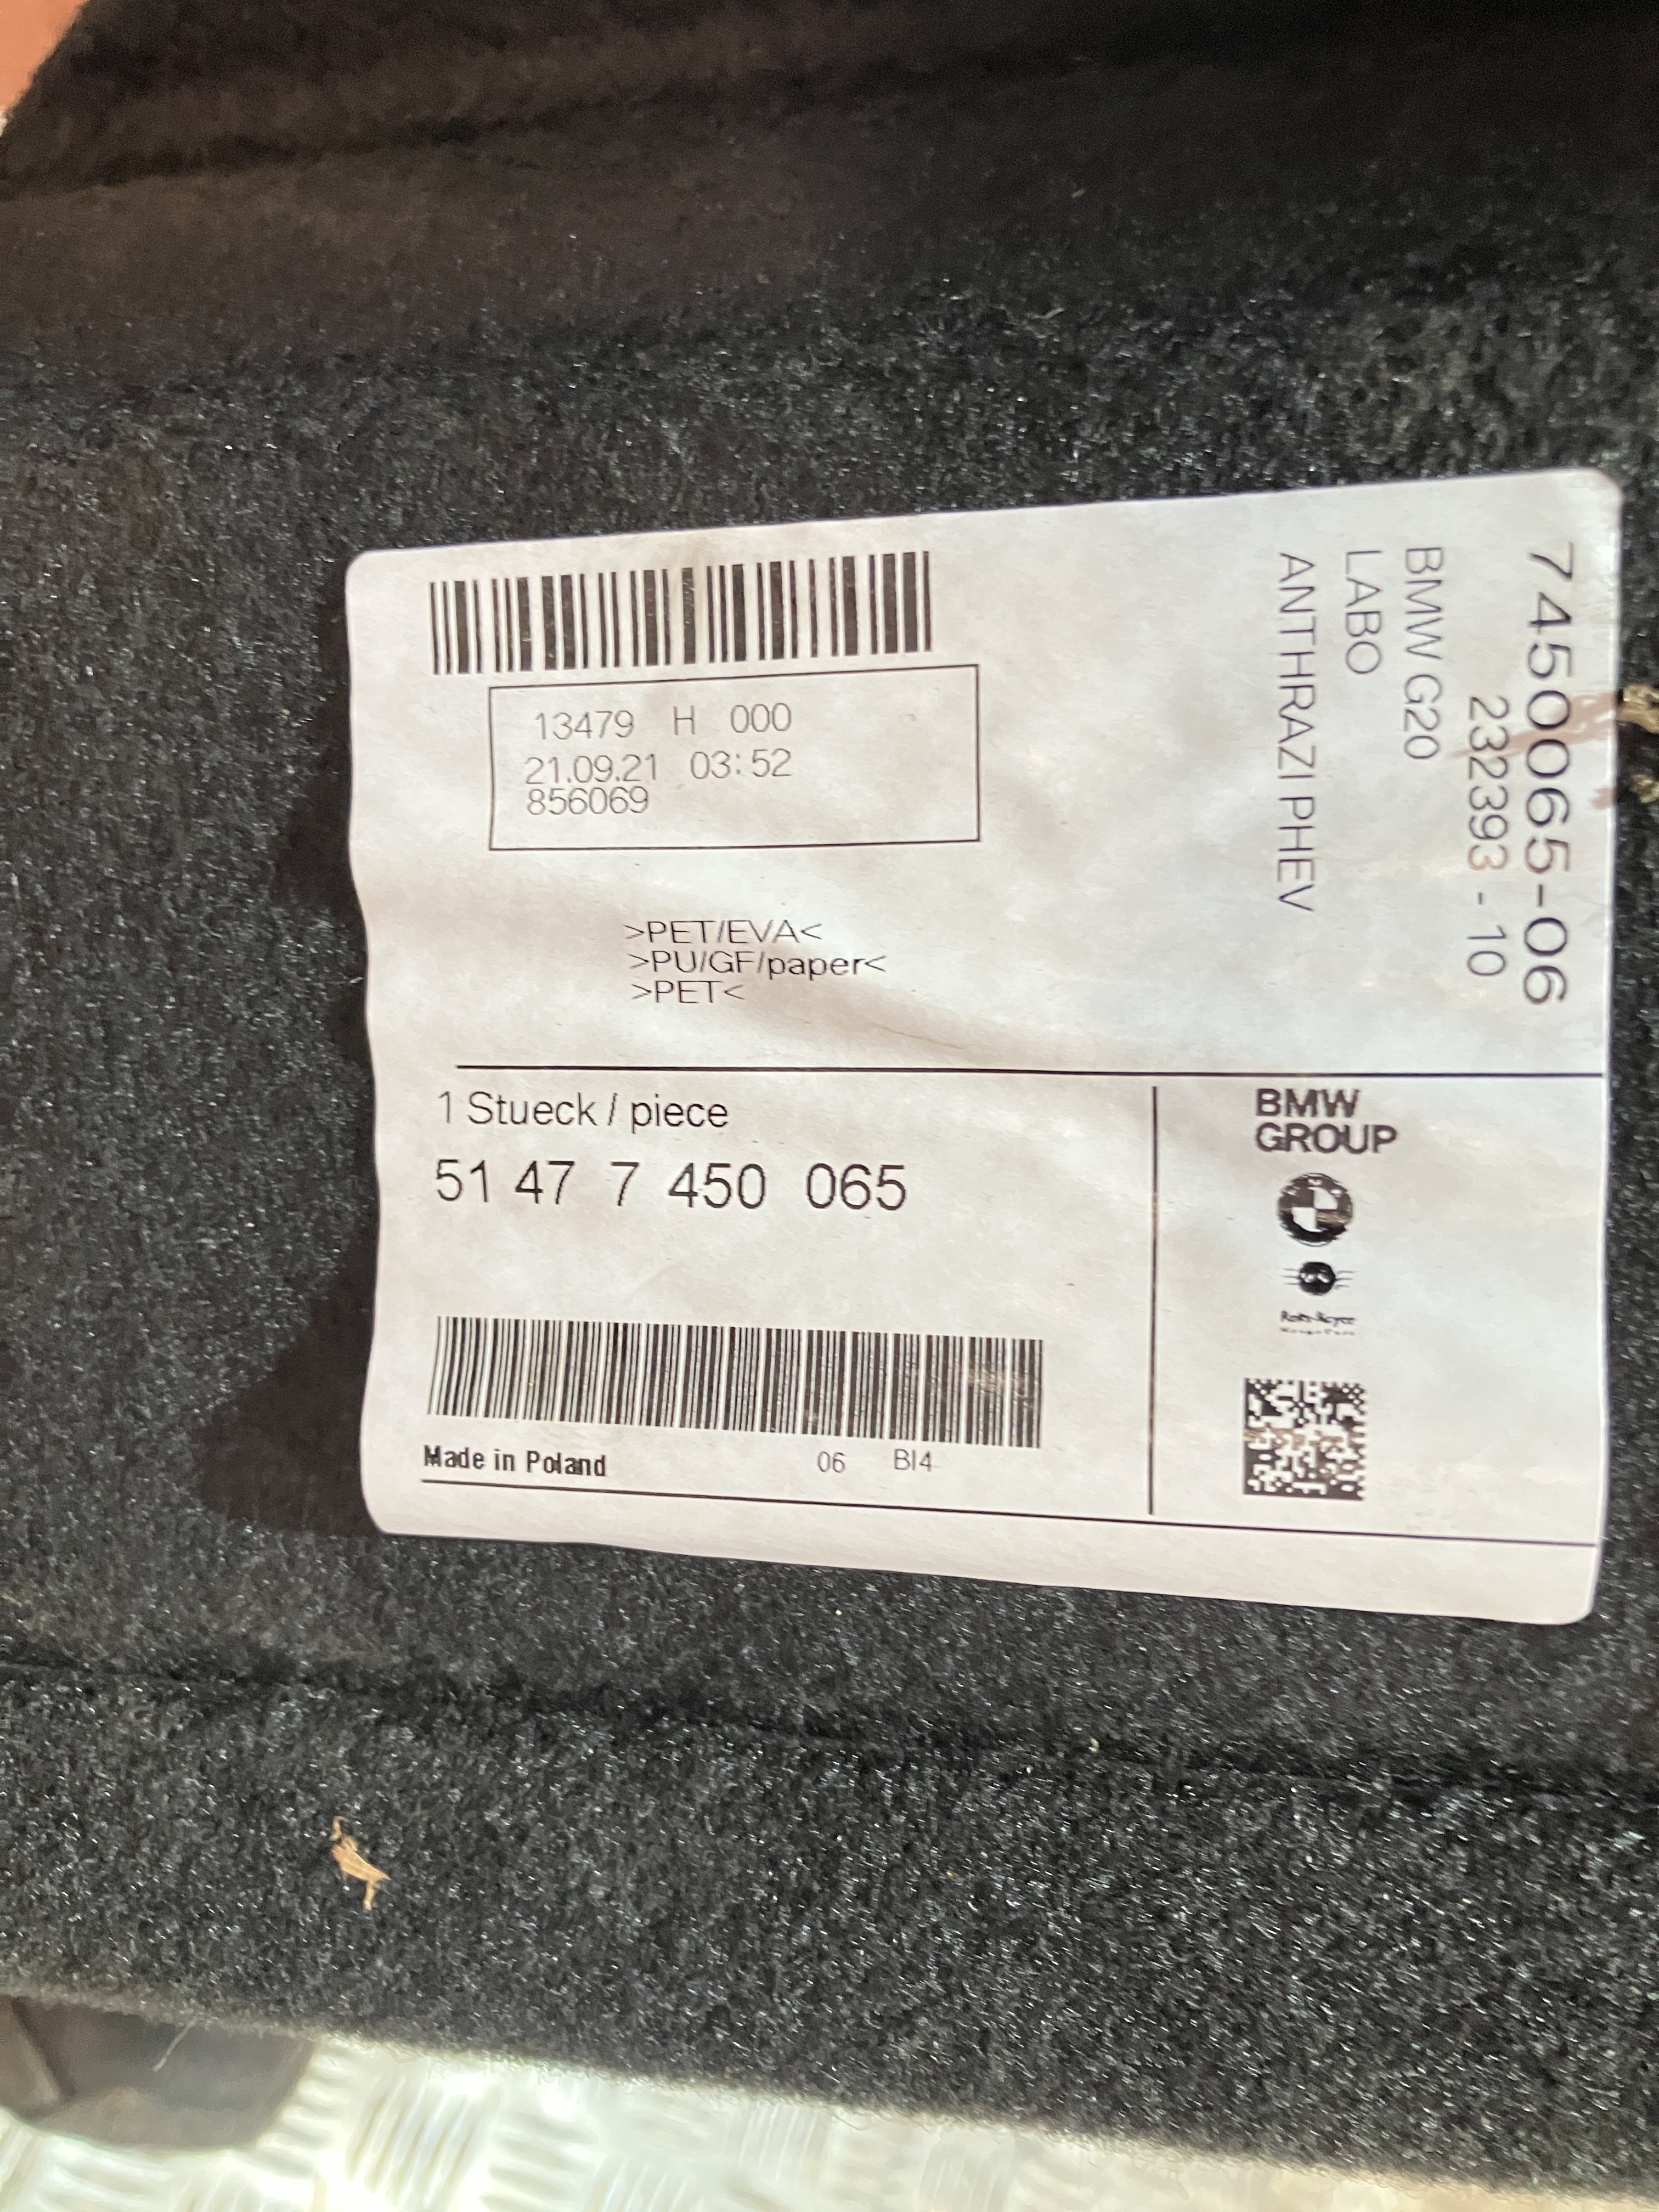 7450065-06
2322393 - 10
BMW G20
LABO
ANTHRAZI PHEV
13479 H 000
21.09.21 03:52
856069
>PET/EVA<
>PU/GF/paper<
>PET<
1 Stueck / piece
51 47 7 450 065
Made in Poland 06 BI4
BMW
GROUP